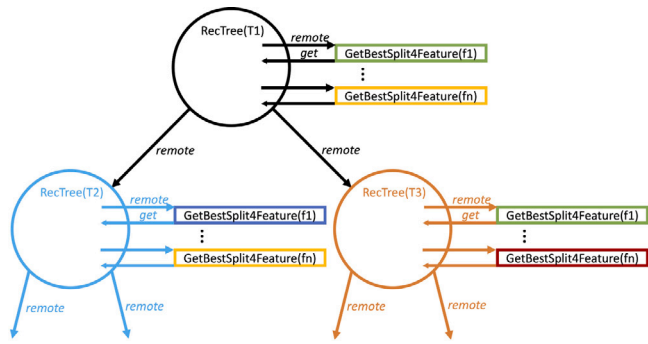 RecTree(T1)
remote
get
GetBestSplit4Feature(f1)
⋮
GetBestSplit4Feature(fn)
remote
remote
RecTree(T2)
remote
get
GetBestSplit4Feature(f1)
⋮
GetBestSplit4Feature(fn)
remote
remote
RecTree(T3)
remote
get
GetBestSplit4Feature(f1)
⋮
GetBestSplit4Feature(fn)
remote
remote